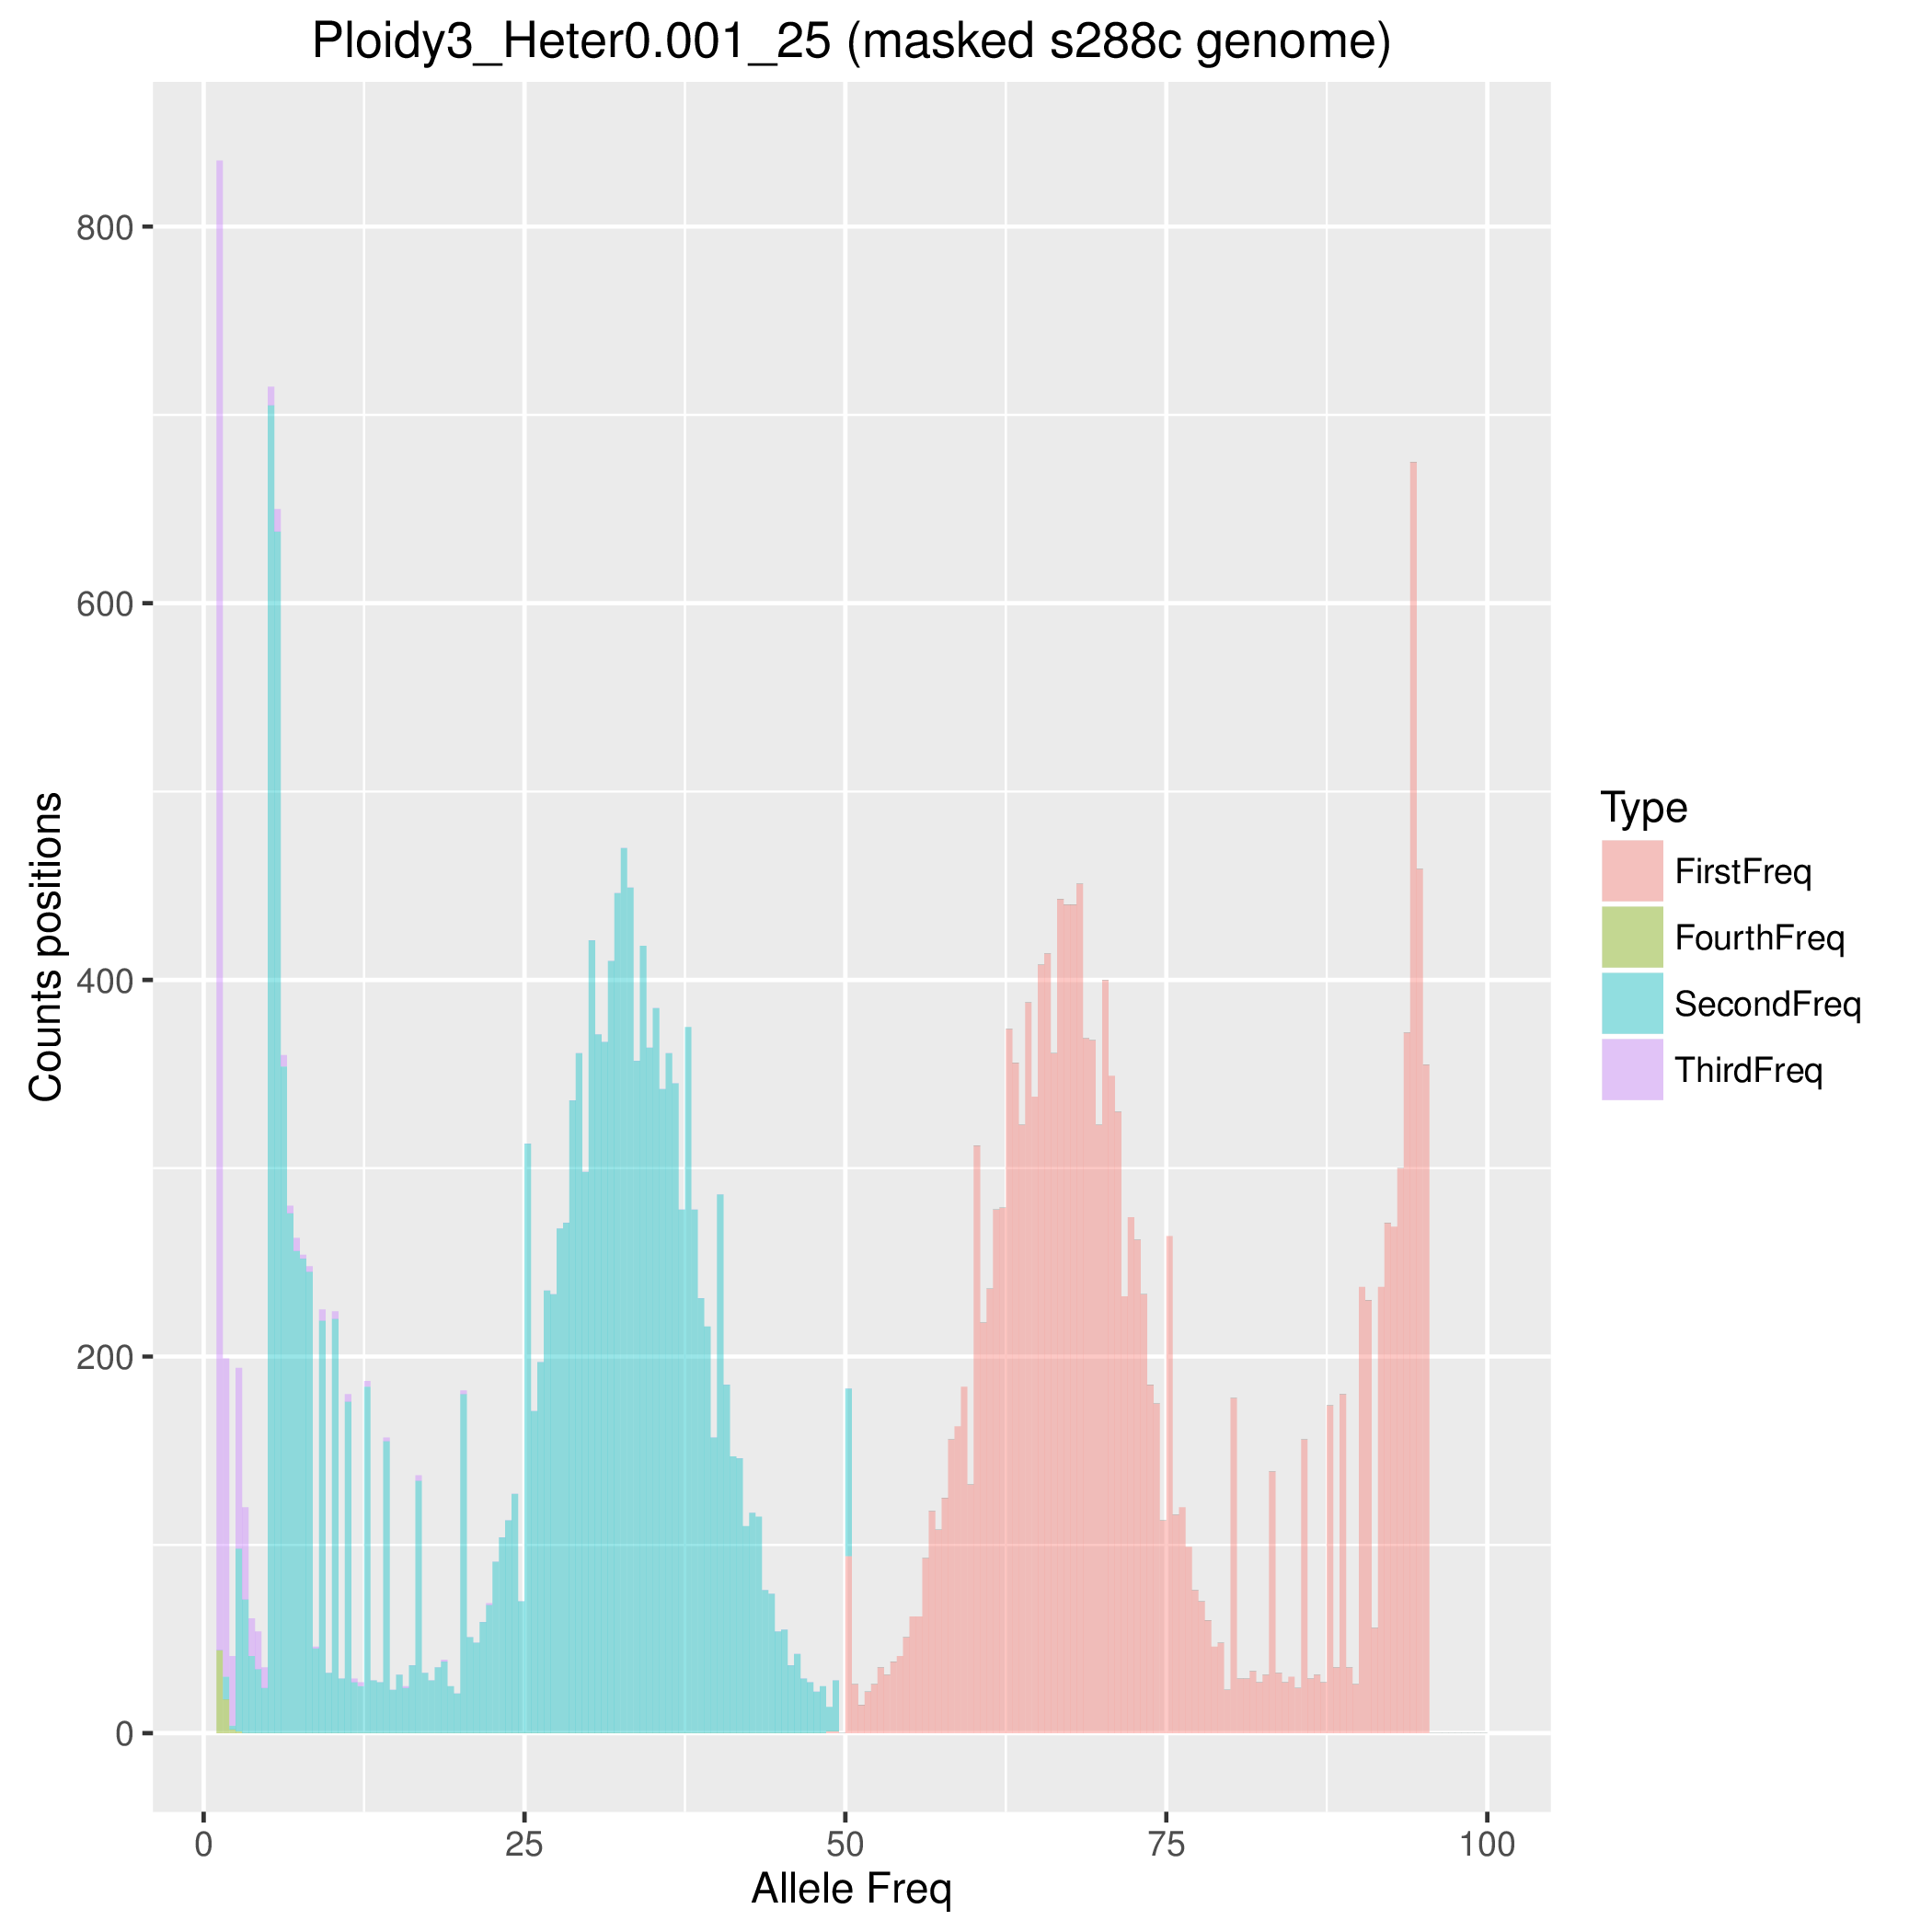 Ploidy3_Heter0.001_25 (masked s288c genome)
Counts positions
800
600
400
200
0
0 25 50 75 100
Allele Freq
Type
FirstFreq
FourthFreq
SecondFreq
ThirdFreq